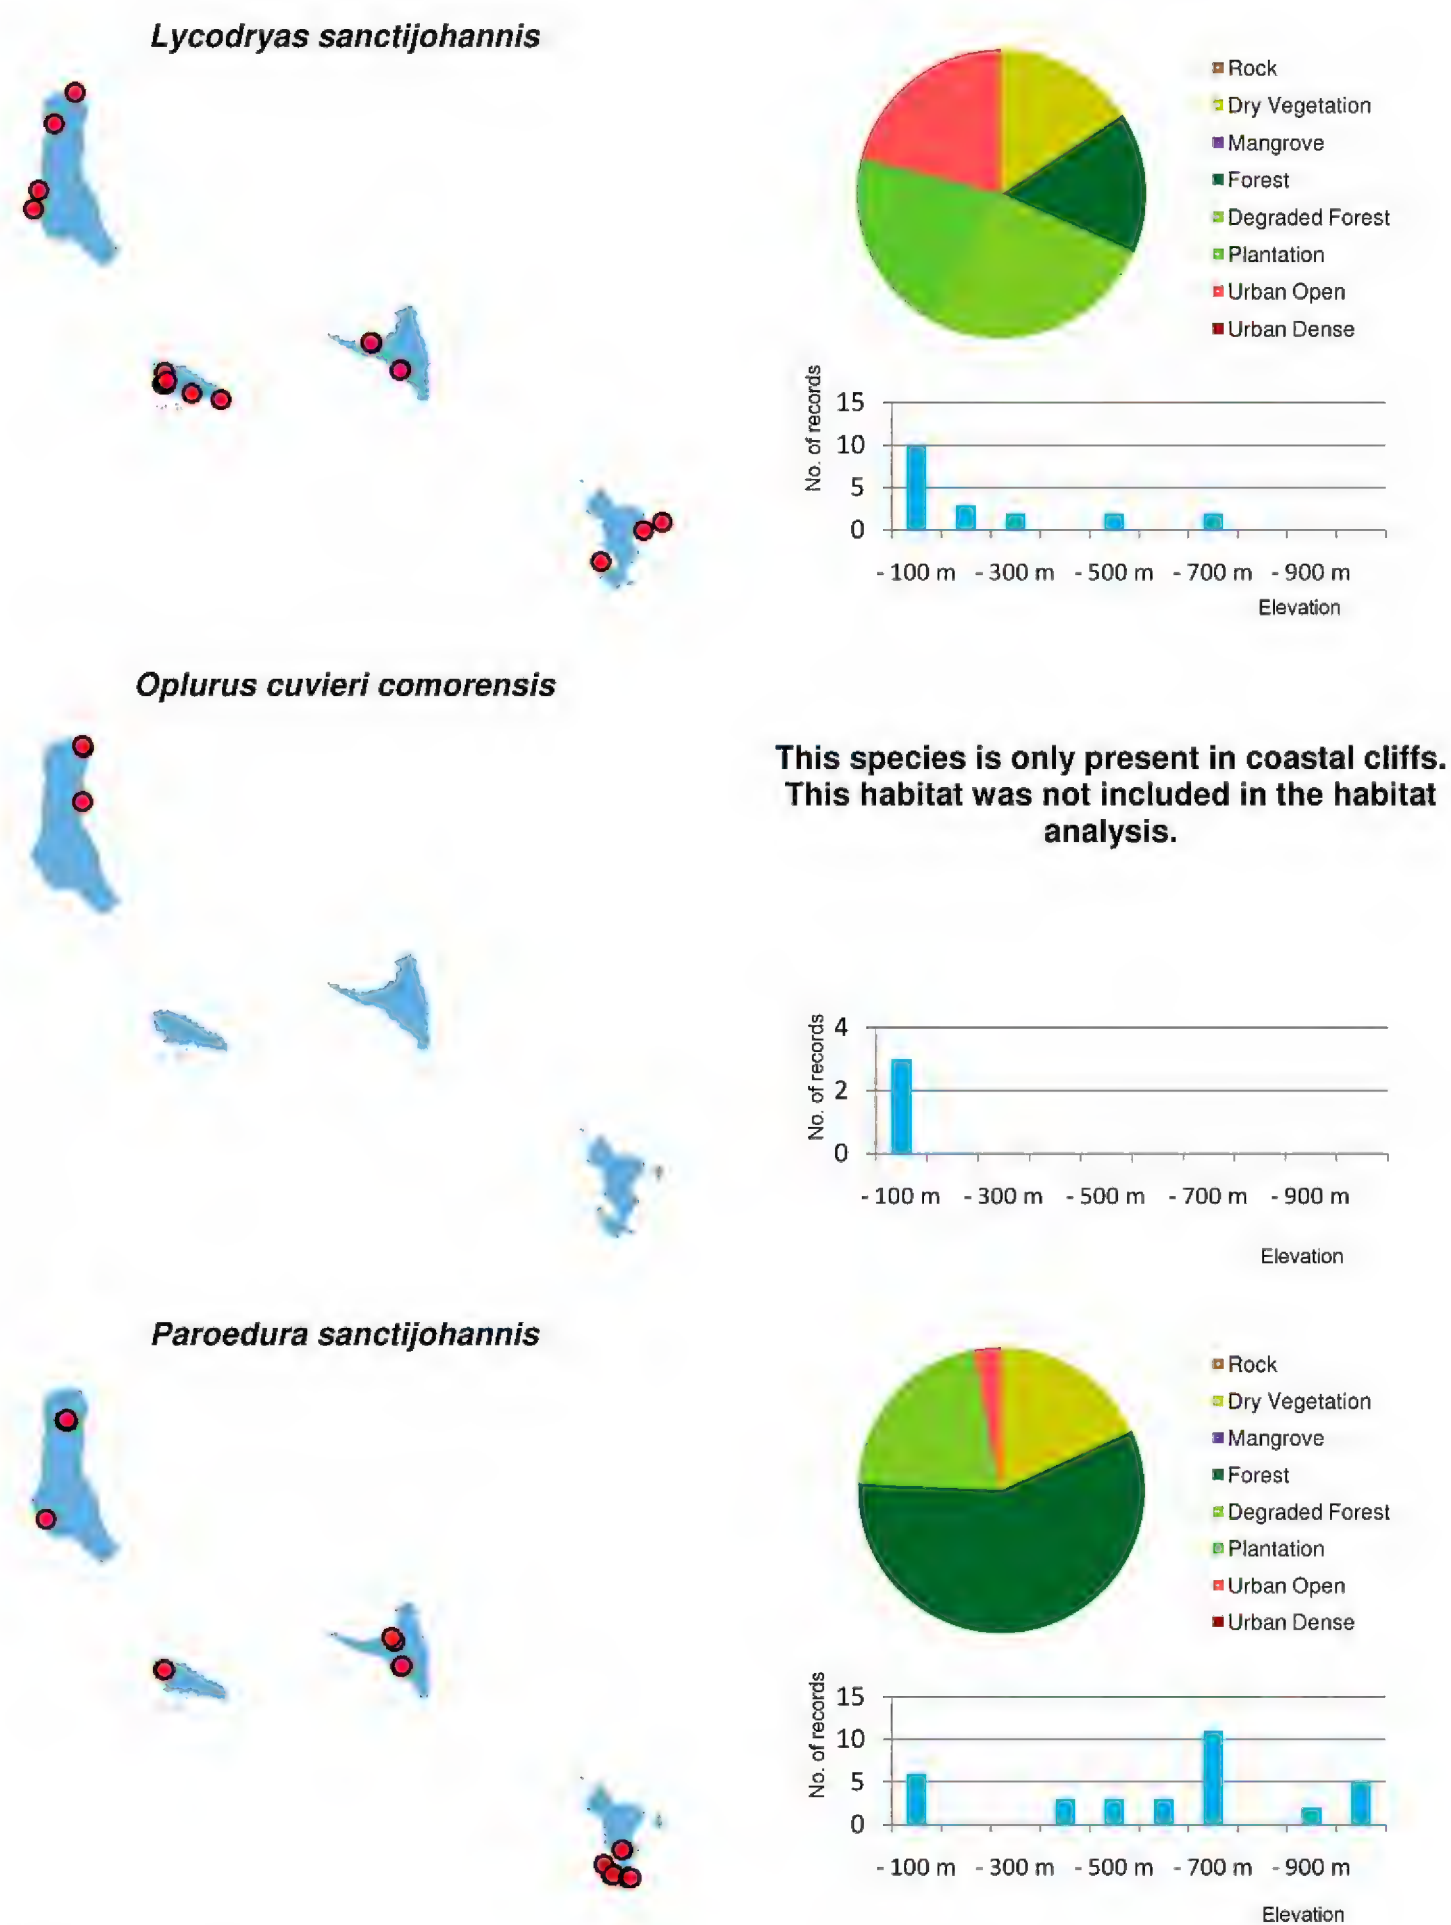 Lycodryas sanctijohannis
Rock
Dry Vegetation
Mangrove
Forest
Degraded Forest
Plantation
Urban Open
Urban Dense
No. of records
15
10
5
0
- 100 m - 300 m - 500 m - 700 m - 900 m
Elevation
Oplurus cuvieri comorensis
This species is only present in coastal cliffs.
This habitat was not included in the habitat
analysis.
No. of records
4
2
0
- 100 m - 300 m - 500 m - 700 m - 900 m
Elevation
Paroedura sanctijohannis
Rock
Dry Vegetation
Mangrove
Forest
Degraded Forest
Plantation
Urban Open
Urban Dense
No. of records
15
10
5
0
- 100 m - 300 m - 500 m - 700 m - 900 m
Elevation